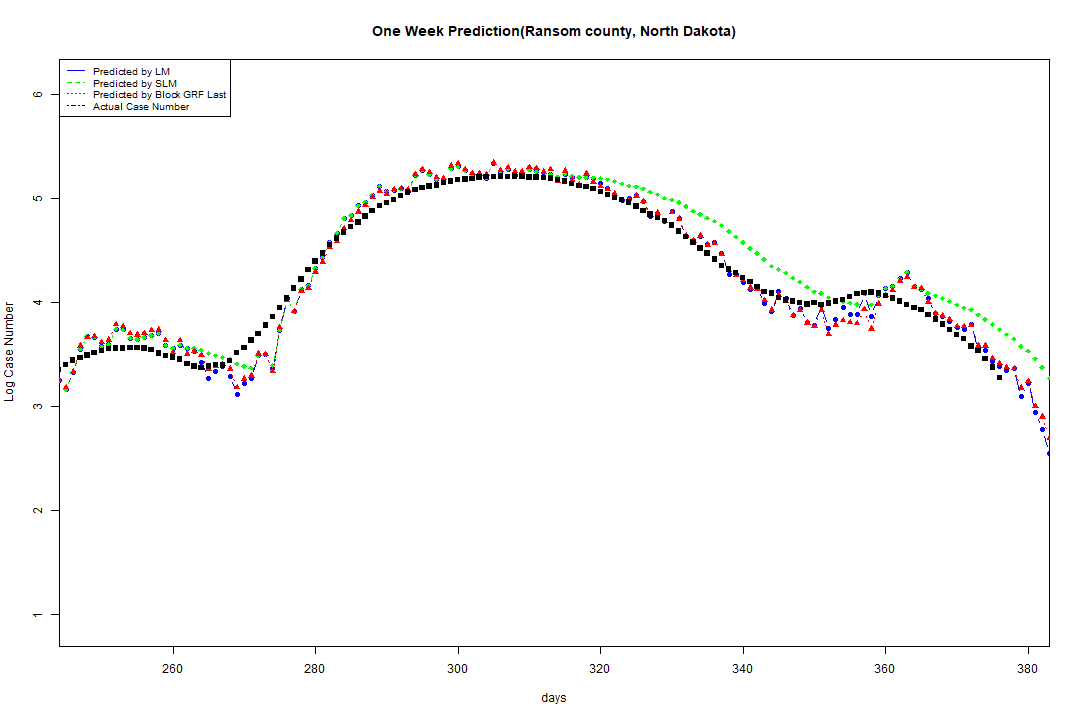 One Week Prediction(Ransom county, North Dakota)
Predicted by LM
Predicted by SLM
Predicted by Block GRF Last
Actual Case Number
6
5
4
3
2
1
Log Case Number
260 280 300 320 340 360 380
days